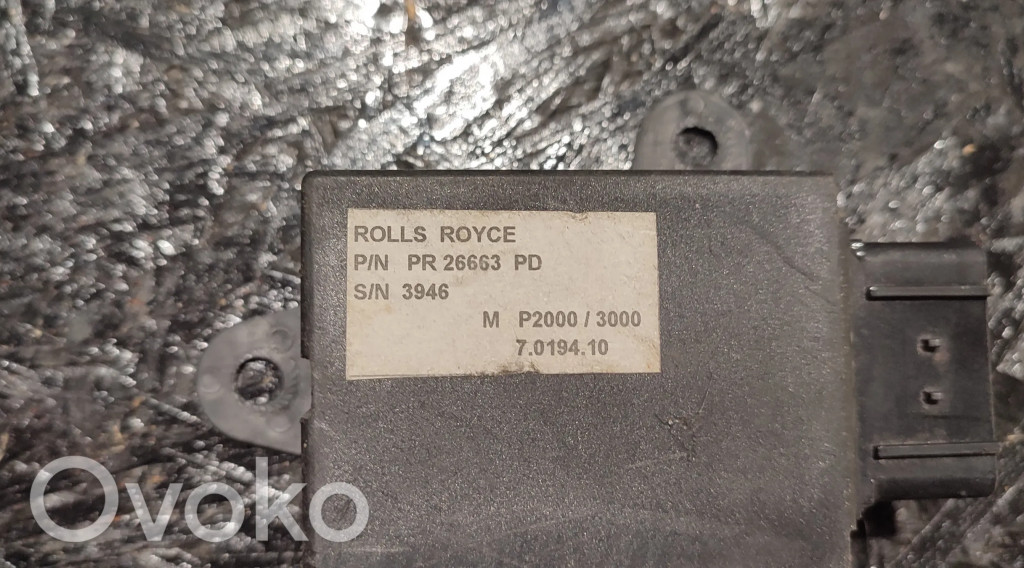 ROLLS ROYCE
P/N PR 26663 PD
S/N 3946
M P2000 / 3000
7.0194.10
Ovoko